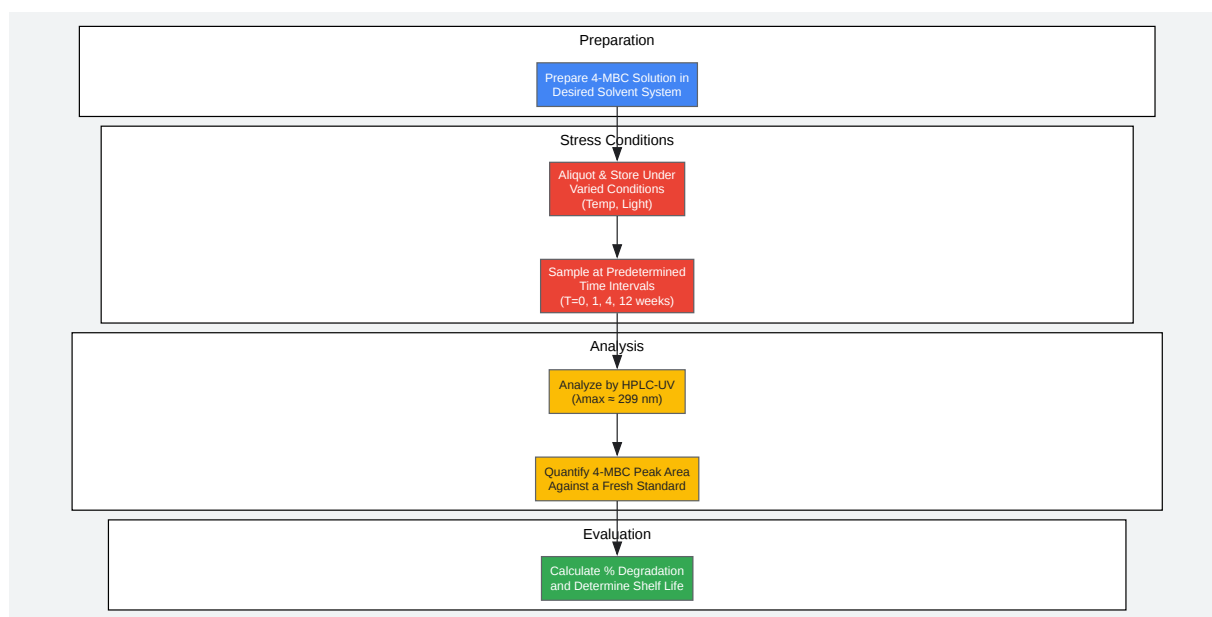 Preparation
Prepare 4-MBC Solution in
Desired Solvent System
Stress Conditions
Aliquot & Store Under
Varied Conditions
(Temp, Light)
Sample at Predetermined
Time Intervals
(T=0, 1, 4, 12 weeks)
Analysis
Analyze by HPLC-UV
(λmax ≈ 299 nm)
Quantify 4-MBC Peak Area
Against a Fresh Standard
Evaluation
Calculate % Degradation
and Determine Shelf Life